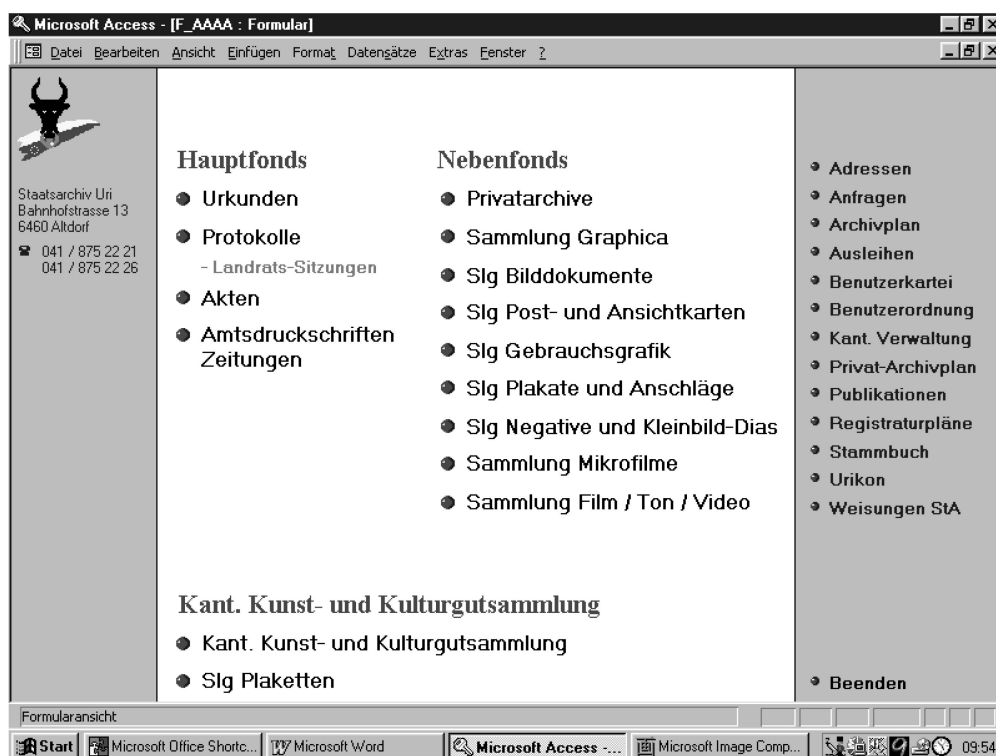 Microsoft Access - [F_AAAA : Formular]
Datei Bearbeiten Ansicht Einfügen Format Datensätze Extras Fenster ?
Staatsarchiv Uri
Bahnhofstrasse 13
6460 Altdorf
041 / 875 22 21
041 / 875 22 26
Hauptfonds
Urkunden
Protokolle
- Landrats-Sitzungen
Akten
Amtsdruckschriften
Zeitungen
Nebenfonds
Privatarchive
Sammlung Graphica
Slg Bilddokumente
Slg Post- und Ansichtkarten
Slg Gebrauchsgrafik
Slg Plakate und Anschläge
Slg Negative und Kleinbild-Dias
Sammlung Mikrofilme
Sammlung Film / Ton / Video
Kant. Kunst- und Kulturgutsammlung
Kant. Kunst- und Kulturgutsammlung
Slg Plaketten
Adressen
Anfragen
Archivplan
Ausleihen
Benutzerkartei
Benutzerordnung
Kant. Verwaltung
Privat-Archivplan
Publikationen
Registraturpläne
Stammbuch
Urikon
Weisungen StA
Beenden
Formularansicht
Start Microsoft Office Shortc... Microsoft Word Microsoft Access -... Microsoft Image Comp... 09:54